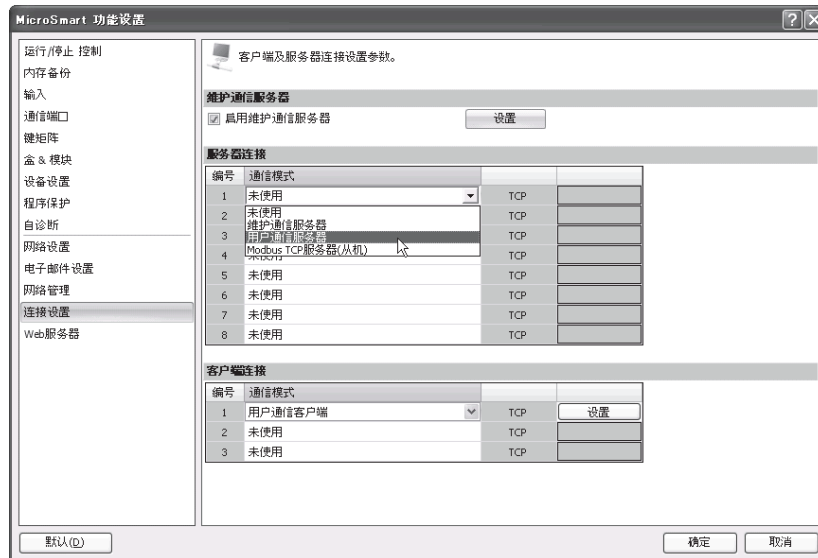 MicroSmart 功能设置
运行/停止 控制
内存备份
输入
通信端口
键矩阵
盒 & 模块
设备设置
程序保护
自诊断
网络设置
电子邮件设置
网络管理
连接设置
Web服务器
客户端及服务器连接设置参数。
维护通信服务器
启用维护通信服务器 设置
服务器连接
编号 通信模式
1 未使用 TCP
2 未使用 TCP
维护通信服务器
3 用户通信服务器 TCP
Modbus TCP服务器(从机)
4 未使用 TCP
5 未使用 TCP
6 未使用 TCP
7 未使用 TCP
8 未使用 TCP
客户端连接
编号 通信模式
1 用户通信客户端 TCP 设置
2 未使用 TCP
3 未使用 TCP
默认(D) 确定 取消